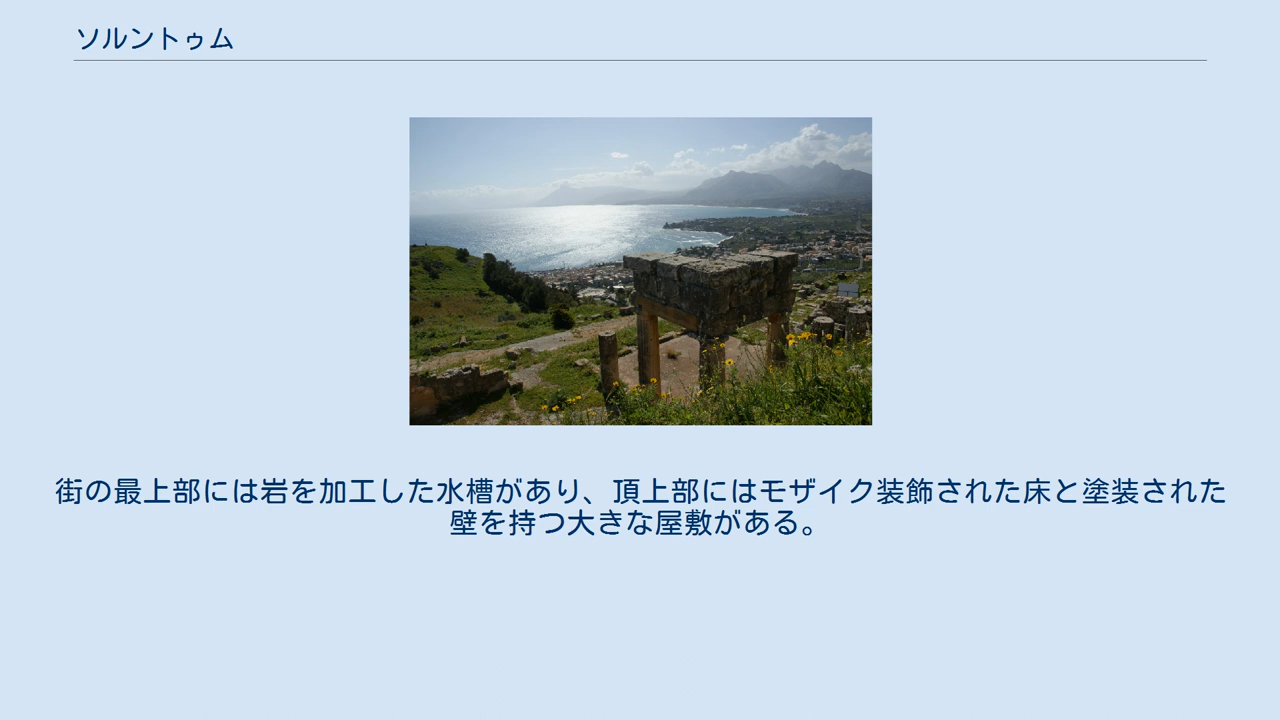 ソルントゥム
街の最上部には岩を加工した水槽があり、頂上部にはモザイク装飾された床と塗装された
壁を持つ大きな屋敷がある。